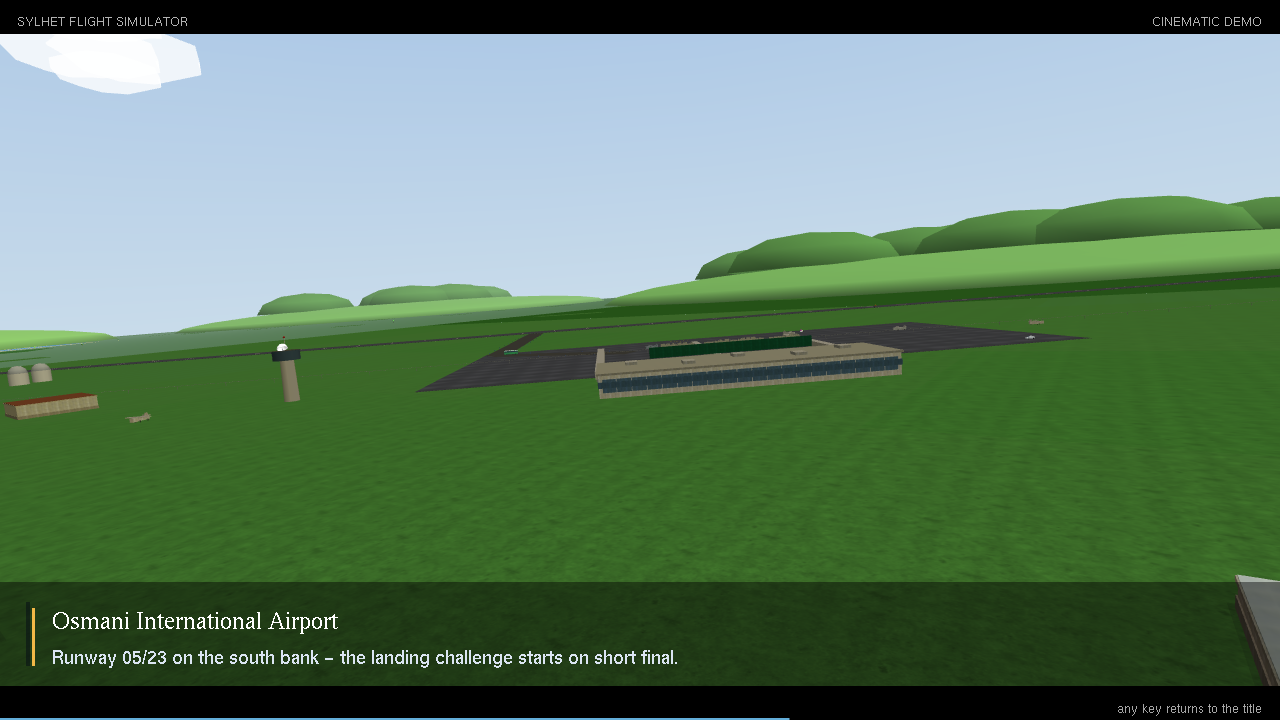 SYLHET FLIGHT SIMULATOR
CINEMATIC DEMO
Osmani International Airport
Runway 05/23 on the south bank – the landing challenge starts on short final.
any key returns to the title